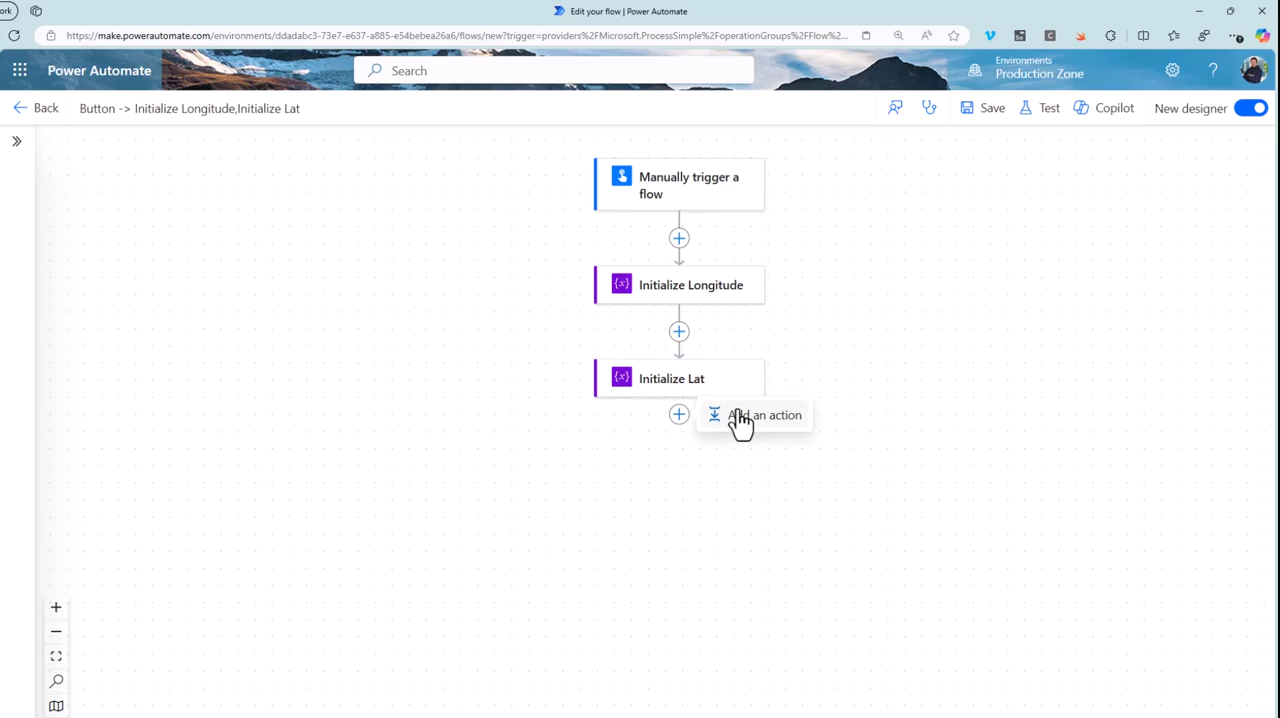 ork
Edit your flow | Power Automate
https://make.powerautomate.com/environments/ddadabc3-73e7-e637-a885-e54bebea26a6/flows/new?trigger=providers%2FMicrosoft.ProcessSimple%2FoperationGroups%2FFlow%2...
Power Automate
Search
Environments
Production Zone
Back
Button -> Initialize Longitude,Initialize Lat
Save
Test
Copilot
New designer
Manually trigger a
flow
Initialize Longitude
Initialize Lat
an action